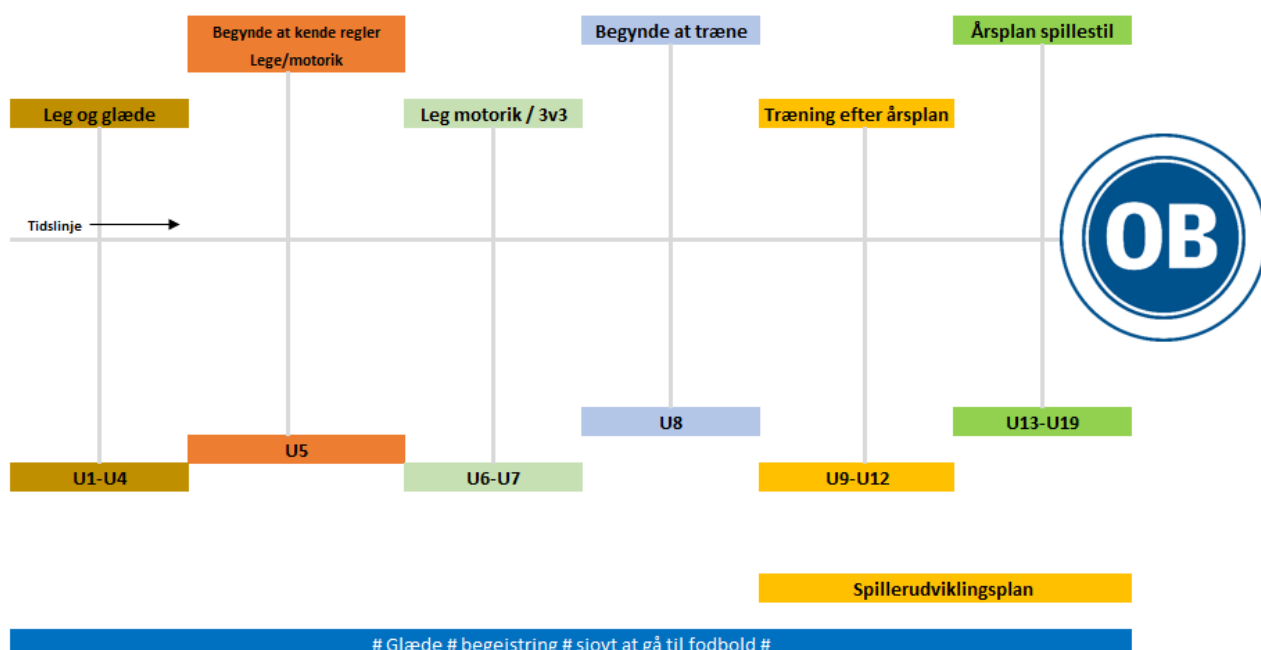 Begynde at kende regler
Lege/motorik
Begynde at træne
Årsplan spillestil
Leg og glæde
Leg motorik / 3v3
Træning efter årsplan
Tidslinje
OB
U8
U13-U19
U5
U1-U4
U6-U7
U9-U12
Spillerudviklingsplan
# Glæde # begejstring # sjovt at gå til fodbold #